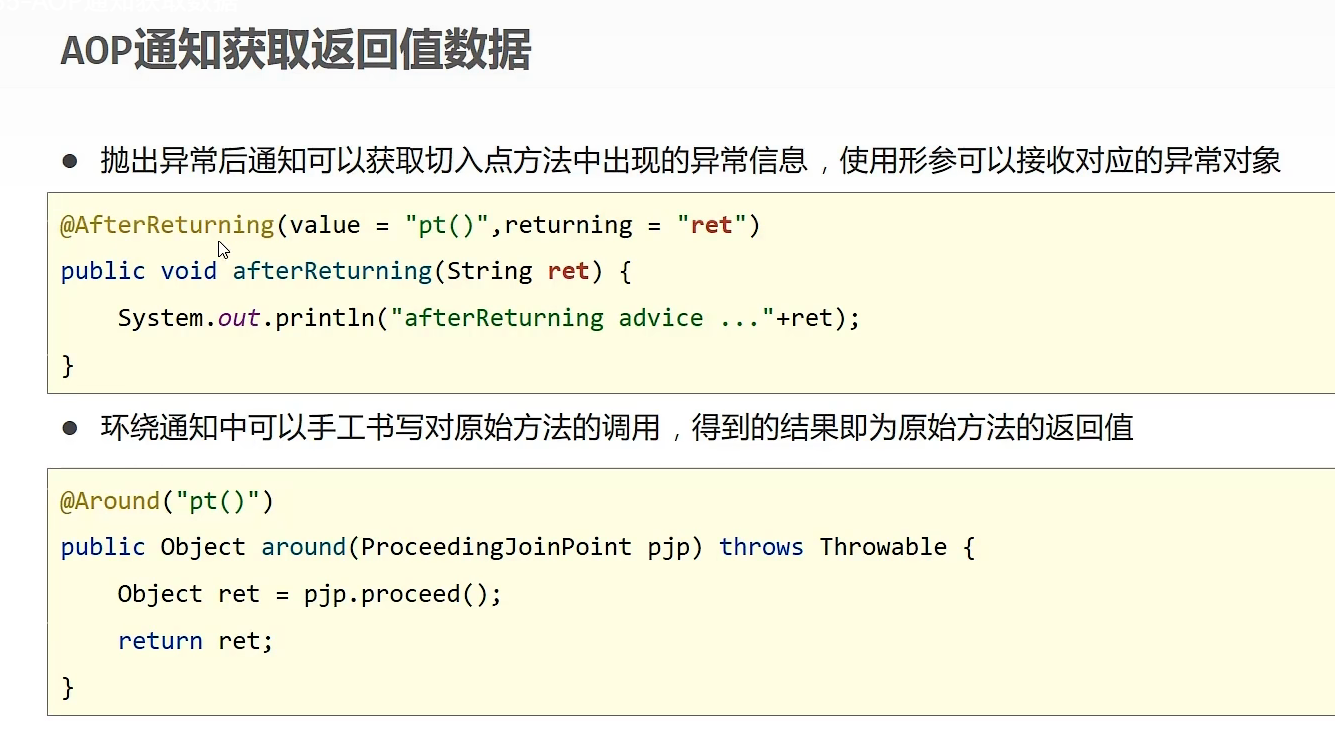 AOP通知获取返回值数据
● 抛出异常后通知可以获取切入点方法中出现的异常信息，使用形参可以接收对应的异常对象
@AfterReturning(value = "pt()",returning = "ret")
public void afterReturning(String ret) {
    System.out.println("afterReturning advice ..."+ret);
}
● 环绕通知中可以手工书写对原始方法的调用，得到的结果即为原始方法的返回值
@Around("pt()")
public Object around(ProceedingJoinPoint pjp) throws Throwable {
    Object ret = pjp.proceed();
    return ret;
}